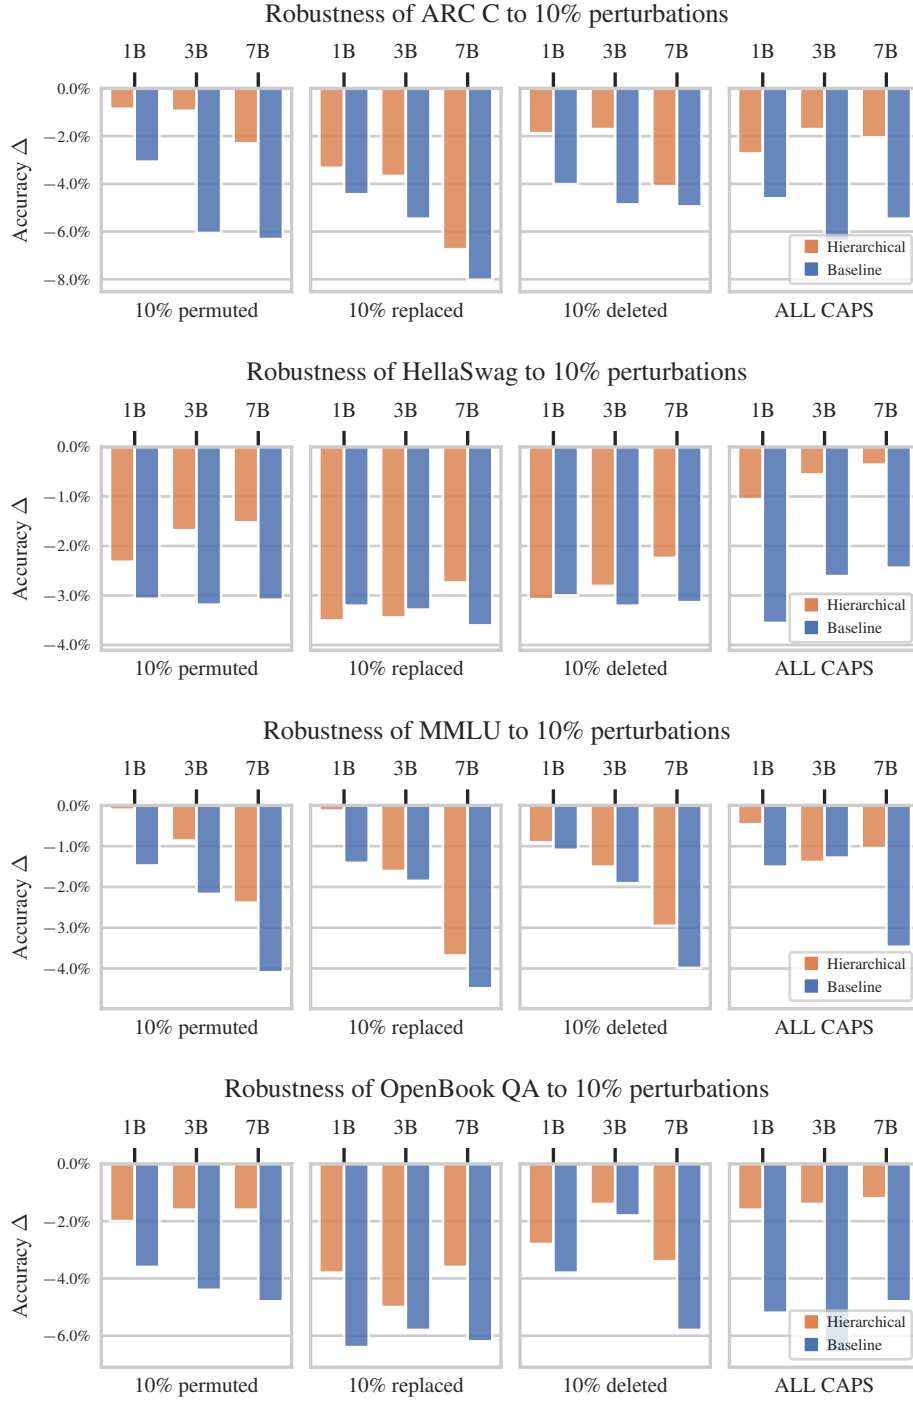 Robustness of ARC C to 10% perturbations
1B 3B 7B 1B 3B 7B 1B 3B 7B 1B 3B 7B
0.0%
−2.0%
−4.0%
−6.0%
−8.0%
Accuracy Δ
Hierarchical
Baseline
10% permuted 10% replaced 10% deleted ALL CAPS
Robustness of HellaSwag to 10% perturbations
1B 3B 7B 1B 3B 7B 1B 3B 7B 1B 3B 7B
0.0%
−1.0%
−2.0%
−3.0%
−4.0%
Accuracy Δ
Hierarchical
Baseline
10% permuted 10% replaced 10% deleted ALL CAPS
Robustness of MMLU to 10% perturbations
1B 3B 7B 1B 3B 7B 1B 3B 7B 1B 3B 7B
0.0%
−1.0%
−2.0%
−3.0%
−4.0%
Accuracy Δ
Hierarchical
Baseline
10% permuted 10% replaced 10% deleted ALL CAPS
Robustness of OpenBook QA to 10% perturbations
1B 3B 7B 1B 3B 7B 1B 3B 7B 1B 3B 7B
0.0%
−2.0%
−4.0%
−6.0%
Accuracy Δ
Hierarchical
Baseline
10% permuted 10% replaced 10% deleted ALL CAPS